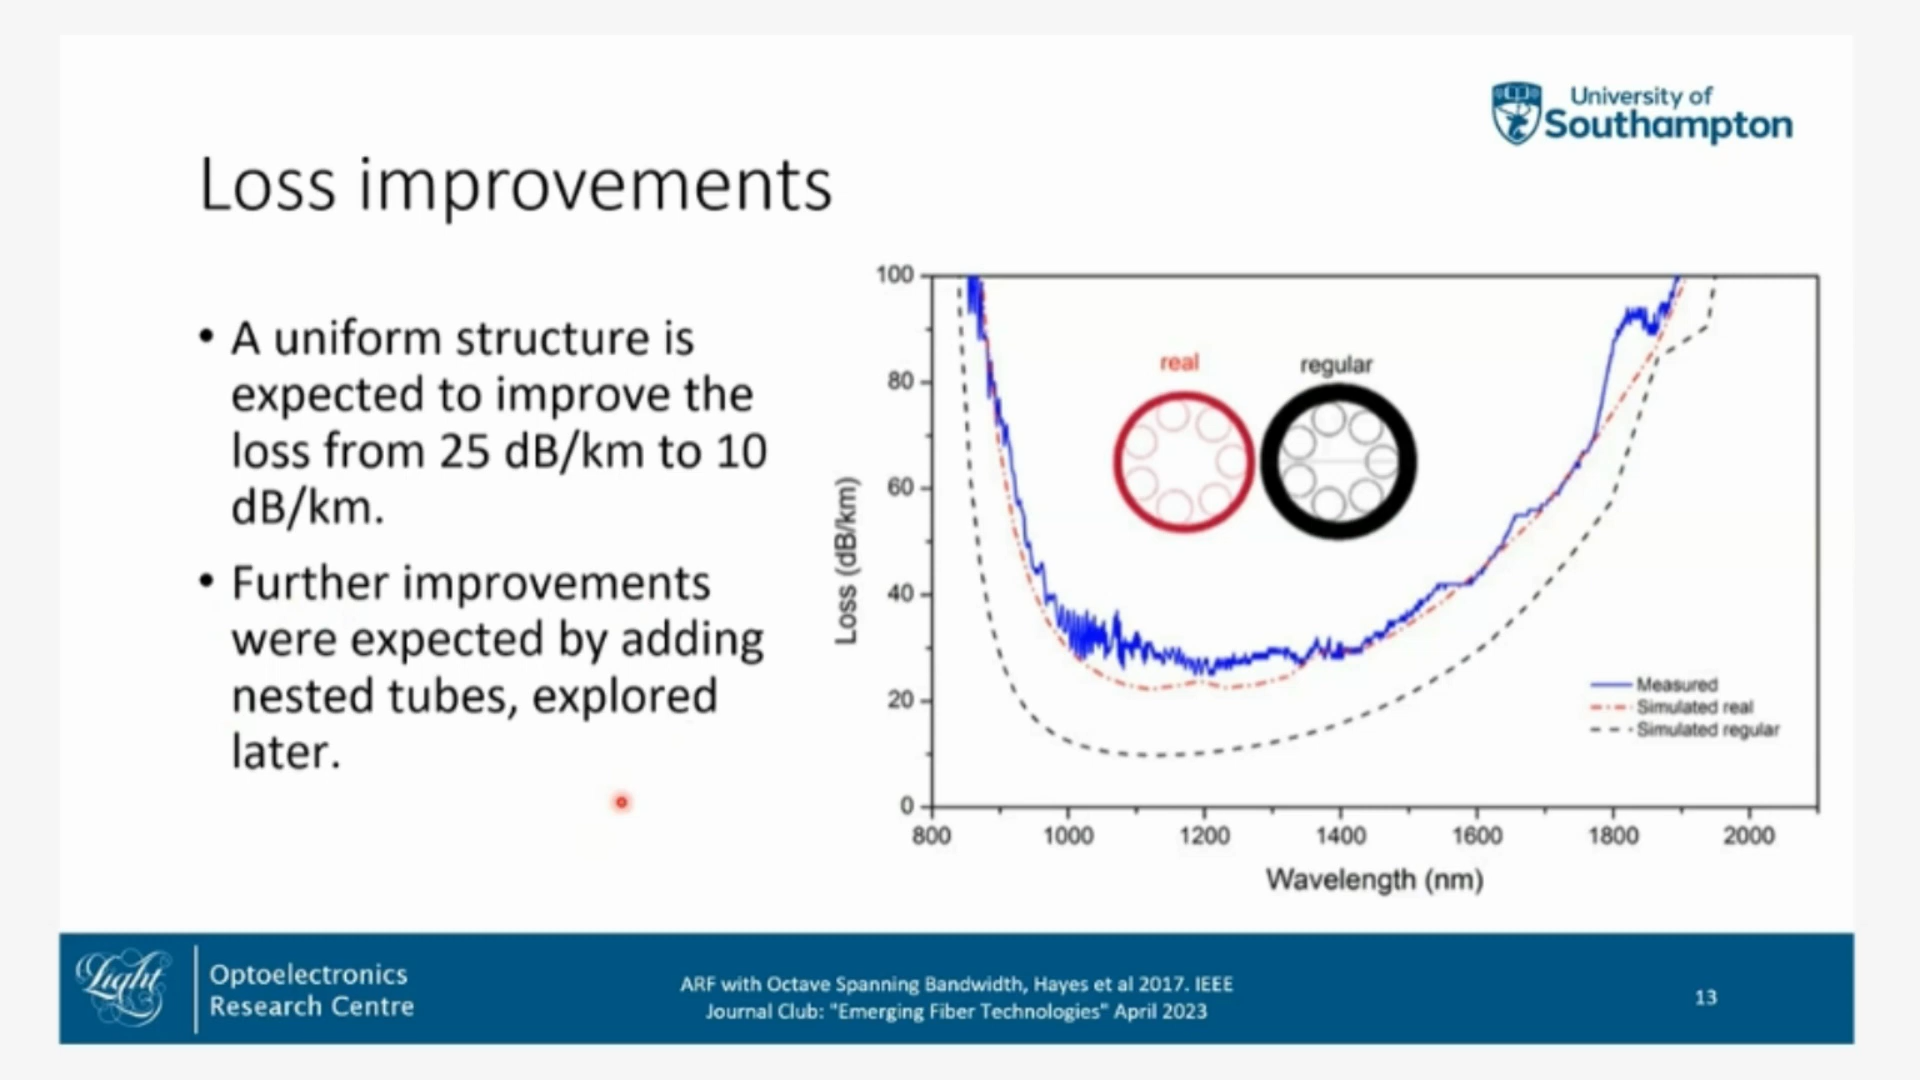 University of
Southampton
Loss improvements
• A uniform structure is
expected to improve the
loss from 25 dB/km to 10
dB/km.
• Further improvements
were expected by adding
nested tubes, explored
later.
100
80
60
40
20
0
Loss (dB/km)
real
regular
Measured
Simulated real
Simulated regular
800
1000
1200
1400
1600
1800
2000
Wavelength (nm)
Light
Optoelectronics
Research Centre
ARF with Octave Spanning Bandwidth, Hayes et al 2017. IEEE
Journal Club: "Emerging Fiber Technologies" April 2023
13